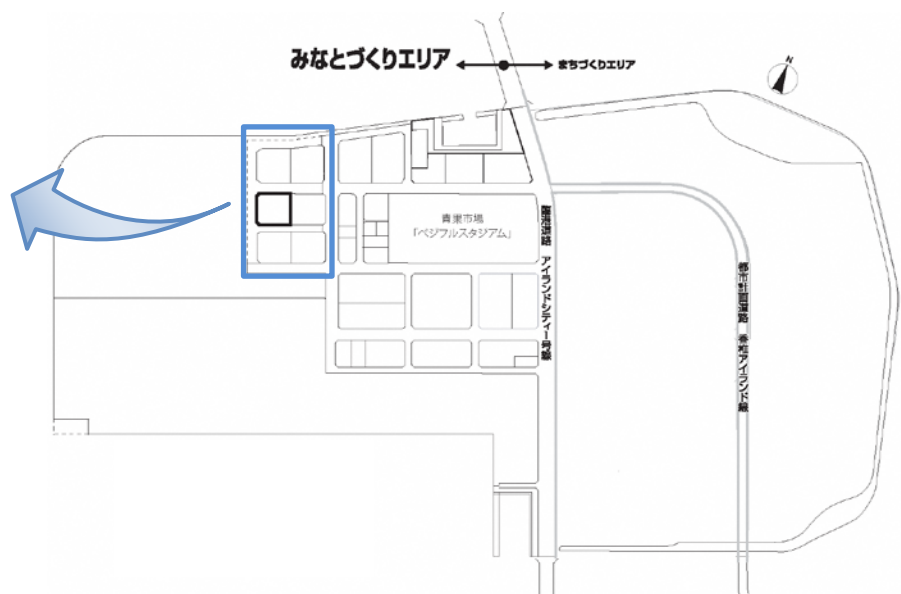 みなとづくりエリア
まちづくりエリア
N
青果市場
「ベジフルスタジアム」
臨港道路 アイランドシティ1号線
都市計画道路 香椎アイランド線